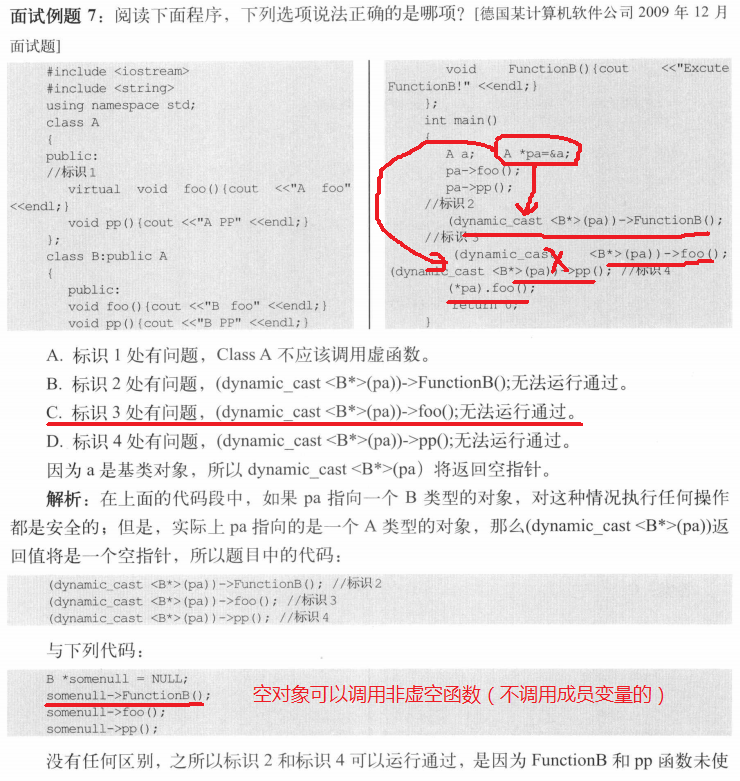 面试例题 7：阅读下面程序，下列选项说法正确的是哪项？[德国某计算机软件公司 2009 年 12 月
面试题]
#include <iostream>
#include <string>
using namespace std;
class A
{
public:
//标识1
virtual void foo(){cout <<"A foo"
<<endl;}
void pp(){cout <<"A PP" <<endl;}
};
class B:public A
{
public:
void foo(){cout <<"B foo" <<endl;}
void pp(){cout <<"B PP" <<endl;}
void FunctionB(){cout <<"Excute
FunctionB!" <<endl;}
};
int main()
{
A a; A *pa=&a;
pa->foo();
pa->pp();
//标识2
(dynamic_cast <B*>(pa))->FunctionB();
//标识3
(dynamic_cast <B*>(pa))->foo();
(dynamic_cast <B*>(pa))->pp(); //标识4
(*pa).foo();
return 0;
}
A. 标识 1 处有问题，Class A 不应该调用虚函数。
B. 标识 2 处有问题，(dynamic_cast <B*>(pa))->FunctionB();无法运行通过。
C. 标识 3 处有问题，(dynamic_cast <B*>(pa))->foo();无法运行通过。
D. 标识 4 处有问题，(dynamic_cast <B*>(pa))->pp();无法运行通过。
因为 a 是基类对象，所以 dynamic_cast <B*>(pa）将返回空指针。
解析：在上面的代码段中，如果 pa 指向一个 B 类型的对象，对这种情况执行任何操作
都是安全的；但是，实际上 pa 指向的是一个 A 类型的对象，那么(dynamic_cast <B*>(pa))返
回值将是一个空指针，所以题目中的代码：
(dynamic_cast <B*>(pa))->FunctionB(); //标识2
(dynamic_cast <B*>(pa))->foo(); //标识3
(dynamic_cast <B*>(pa))->pp(); //标识4
与下列代码：
B *somenull = NULL;
somenull->FunctionB();
空对象可以调用非虚空函数（不调用成员变量的）
somenull->foo();
somenull->pp();
没有任何区别，之所以标识 2 和标识 4 可以运行通过，是因为 FunctionB 和 pp 函数未使